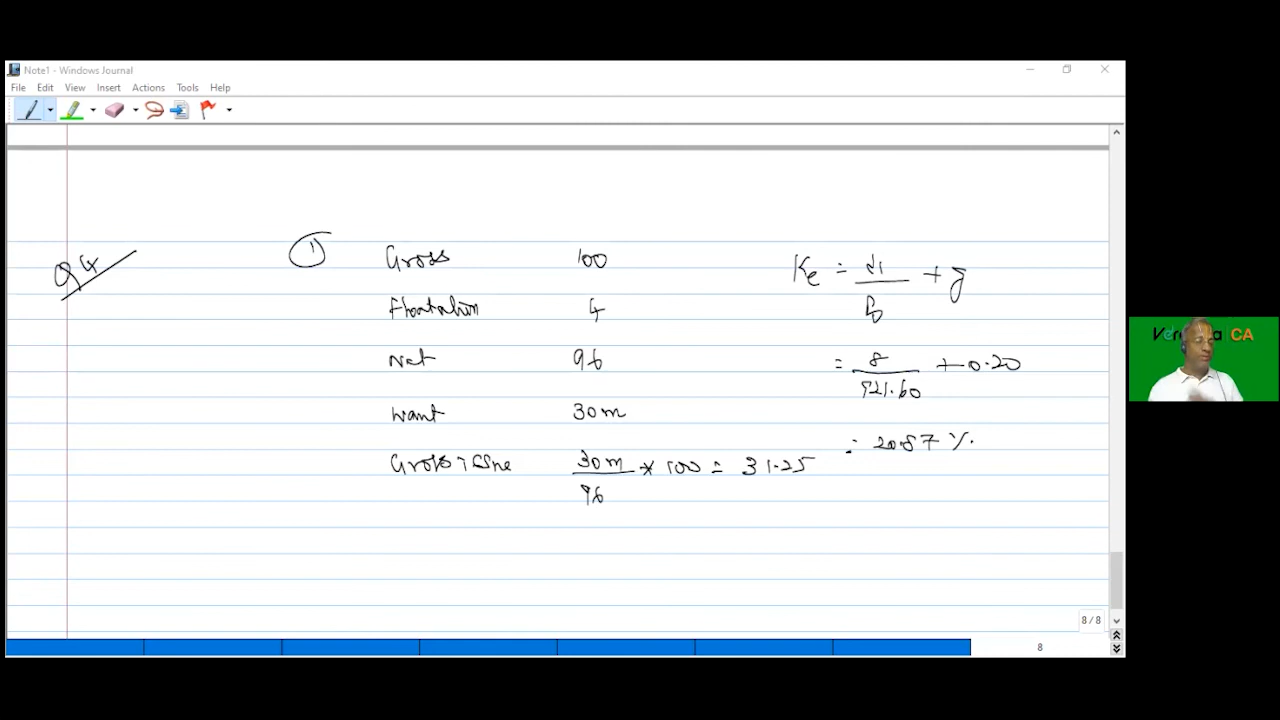 Note1 - Windows Journal
File Edit View Insert Actions Tools Help
Q4
① Gross 100
Floatation 4
Net 96
Want 30m
Gross issue 30m / 96 * 100 = 31.25
Ke = d1 / P0 + g
= 8 / 921.60 + 0.20
= 20.87 %
8 / 8
8
CA